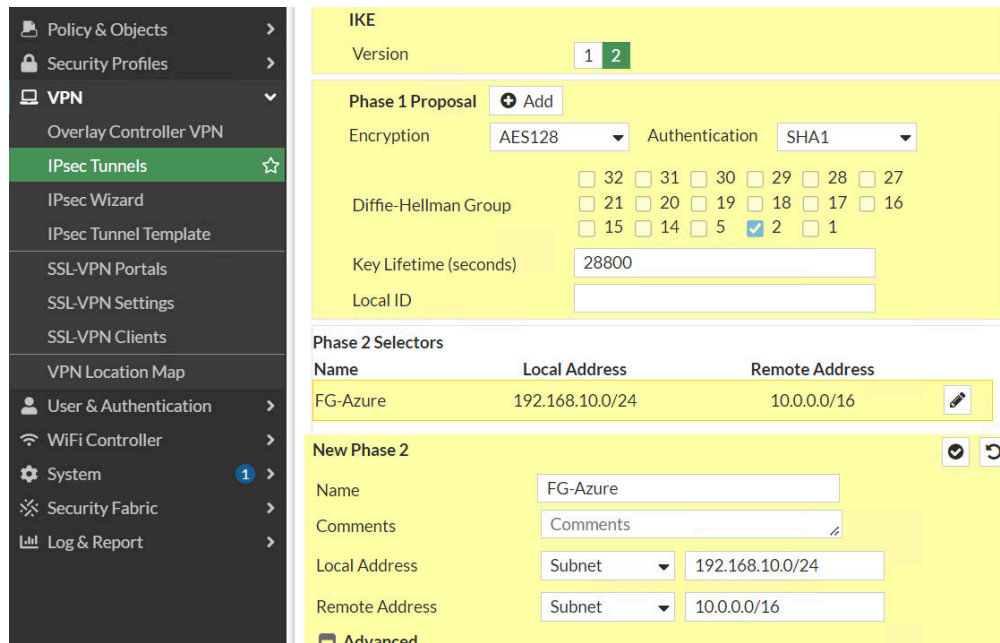 Policy & Objects
Security Profiles
VPN
Overlay Controller VPN
IPsec Tunnels
IPsec Wizard
IPsec Tunnel Template
SSL-VPN Portals
SSL-VPN Settings
SSL-VPN Clients
VPN Location Map
User & Authentication
WiFi Controller
System 1
Security Fabric
Log & Report
IKE
Version 1 2
Phase 1 Proposal Add
Encryption AES128 Authentication SHA1
32 31 30 29 28 27
Diffie-Hellman Group 21 20 19 18 17 16
15 14 5 2 1
Key Lifetime (seconds) 28800
Local ID
Phase 2 Selectors
Name Local Address Remote Address
FG-Azure 192.168.10.0/24 10.0.0.0/16
New Phase 2
Name FG-Azure
Comments Comments
Local Address Subnet 192.168.10.0/24
Remote Address Subnet 10.0.0.0/16
Advanced